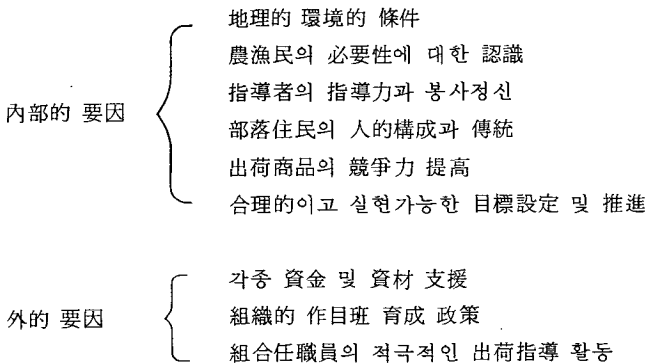 地理的 環境的 條件
農漁民의 必要性에 대한 認識
指導者의 指導力과 봉사정신
內部的 要因
部落住民의 人的構成과 傳統
出荷商品의 競爭力 提高
合理的이고 실현가능한 目標設定 및 推進
각종 資金 및 資材 支援
外的 要因
組織的 作目班 育成 政策
組合任職員의 적극적인 出荷指導 활동